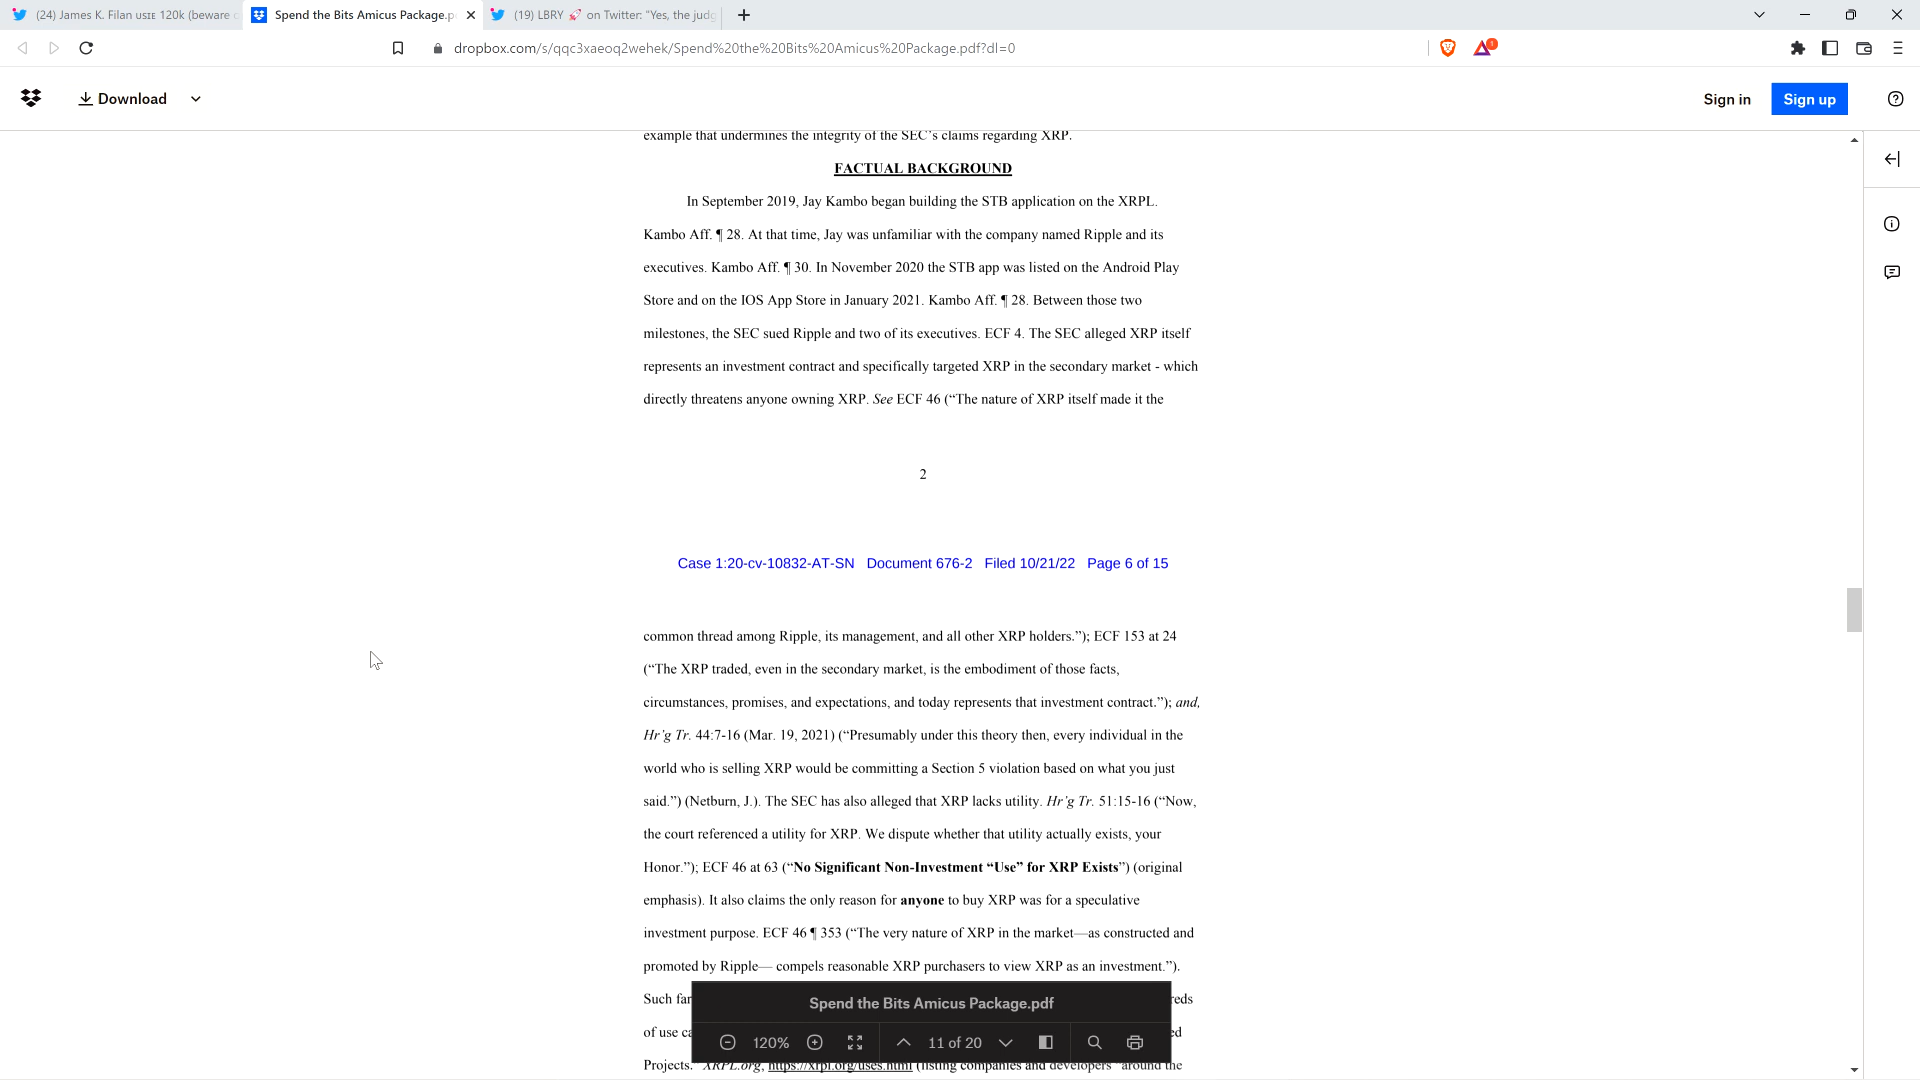 (24) James K. Filan 120k (beware
Spend the Bits Amicus Package.p
(19) LBRY 🚀 on Twitter: "Yes, the judg
dropbox.com/s/qqc3xaeoq2wehek/Spend%20the%20Bits%20Amicus%20Package.pdf?dl=0
1
Download
Sign in
Sign up
example that undermines the integrity of the SEC's claims regarding XRP.
FACTUAL BACKGROUND
In September 2019, Jay Kambo began building the STB application on the XRPL.
Kambo Aff. ¶ 28. At that time, Jay was unfamiliar with the company named Ripple and its
executives. Kambo Aff. ¶ 30. In November 2020 the STB app was listed on the Android Play
Store and on the IOS App Store in January 2021. Kambo Aff. ¶ 28. Between those two
milestones, the SEC sued Ripple and two of its executives. ECF 4. The SEC alleged XRP itself
represents an investment contract and specifically targeted XRP in the secondary market - which
directly threatens anyone owning XRP. See ECF 46 (“The nature of XRP itself made it the
2
Case 1:20-cv-10832-AT-SN Document 676-2 Filed 10/21/22 Page 6 of 15
common thread among Ripple, its management, and all other XRP holders.”); ECF 153 at 24
(“The XRP traded, even in the secondary market, is the embodiment of those facts,
circumstances, promises, and expectations, and today represents that investment contract.”); and,
Hr’g Tr. 44:7-16 (Mar. 19, 2021) (“Presumably under this theory then, every individual in the
world who is selling XRP would be committing a Section 5 violation based on what you just
said.”) (Netburn, J.). The SEC has also alleged that XRP lacks utility. Hr’g Tr. 51:15-16 (“Now,
the court referenced a utility for XRP. We dispute whether that utility actually exists, your
Honor.”); ECF 46 at 63 (“No Significant Non-Investment “Use” for XRP Exists”) (original
emphasis). It also claims the only reason for anyone to buy XRP was for a speculative
investment purpose. ECF 46 ¶ 353 (“The very nature of XRP in the market—as constructed and
promoted by Ripple— compels reasonable XRP purchasers to view XRP as an investment.”).
Such far
reds
of use ca
ed
Projects.” XRPL.org, https://xrpl.org/uses.html (listing companies and developers “around the
Spend the Bits Amicus Package.pdf
120%
11 of 20